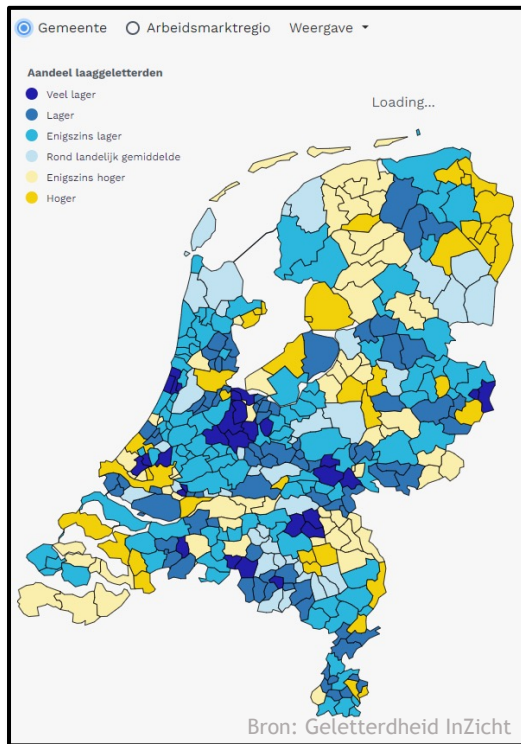 Gemeente Arbeidsmarktregio Weergave
Aandeel laaggeletterden
Veel lager
Lager
Enigszins lager
Rond landelijk gemiddelde
Enigszins hoger
Hoger
Loading...
Bron: Geletterdheid InZicht